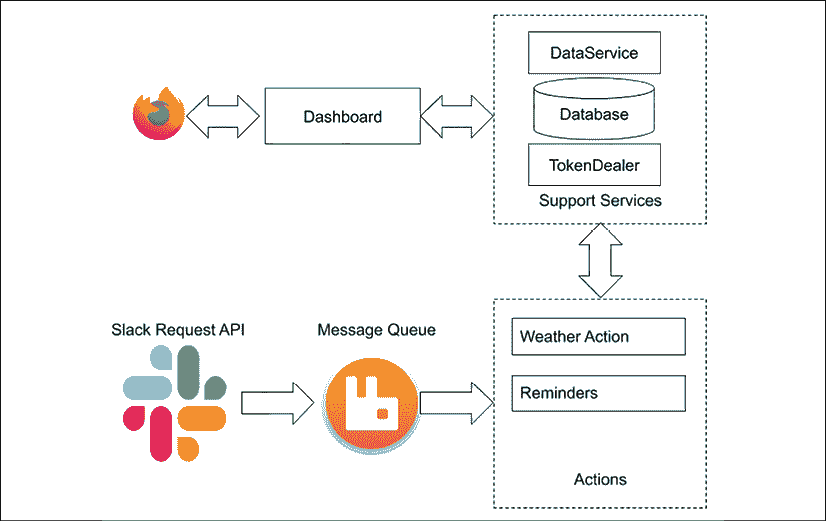 DataService
Dashboard
Database
TokenDealer
Support Services
Slack Request API
Message Queue
Weather Action
Reminders
Actions